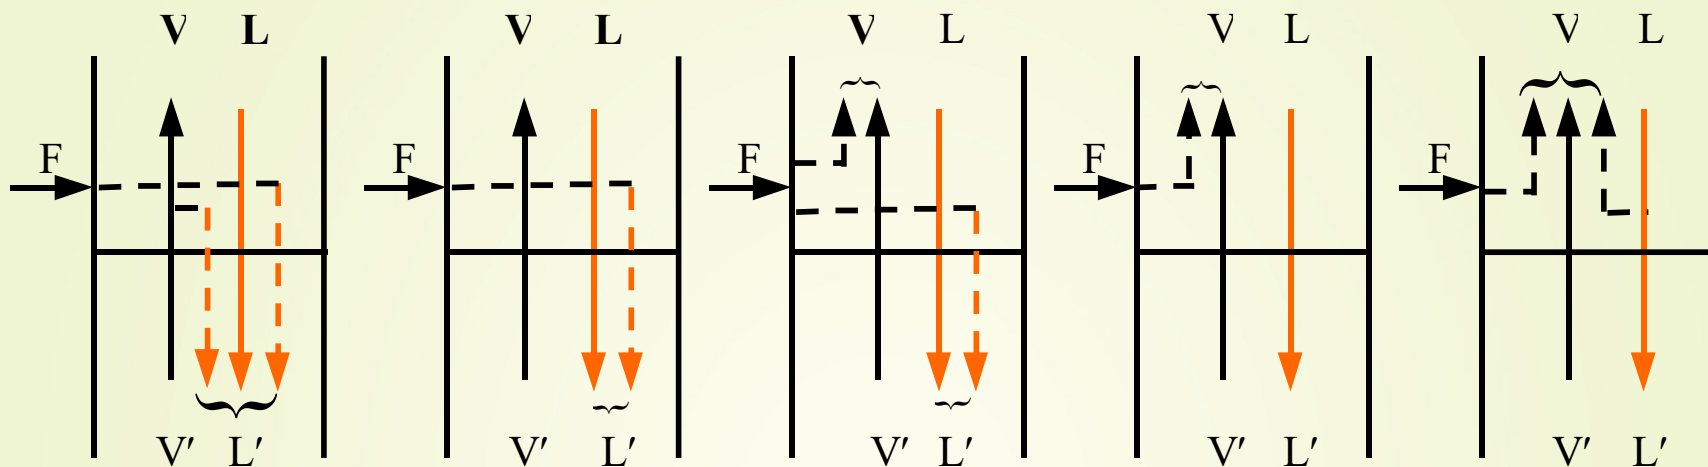 V L V L V L V L V L
F F F F F
V′ L′ V′ L′ V′ L′ V′ L′ V′ L′